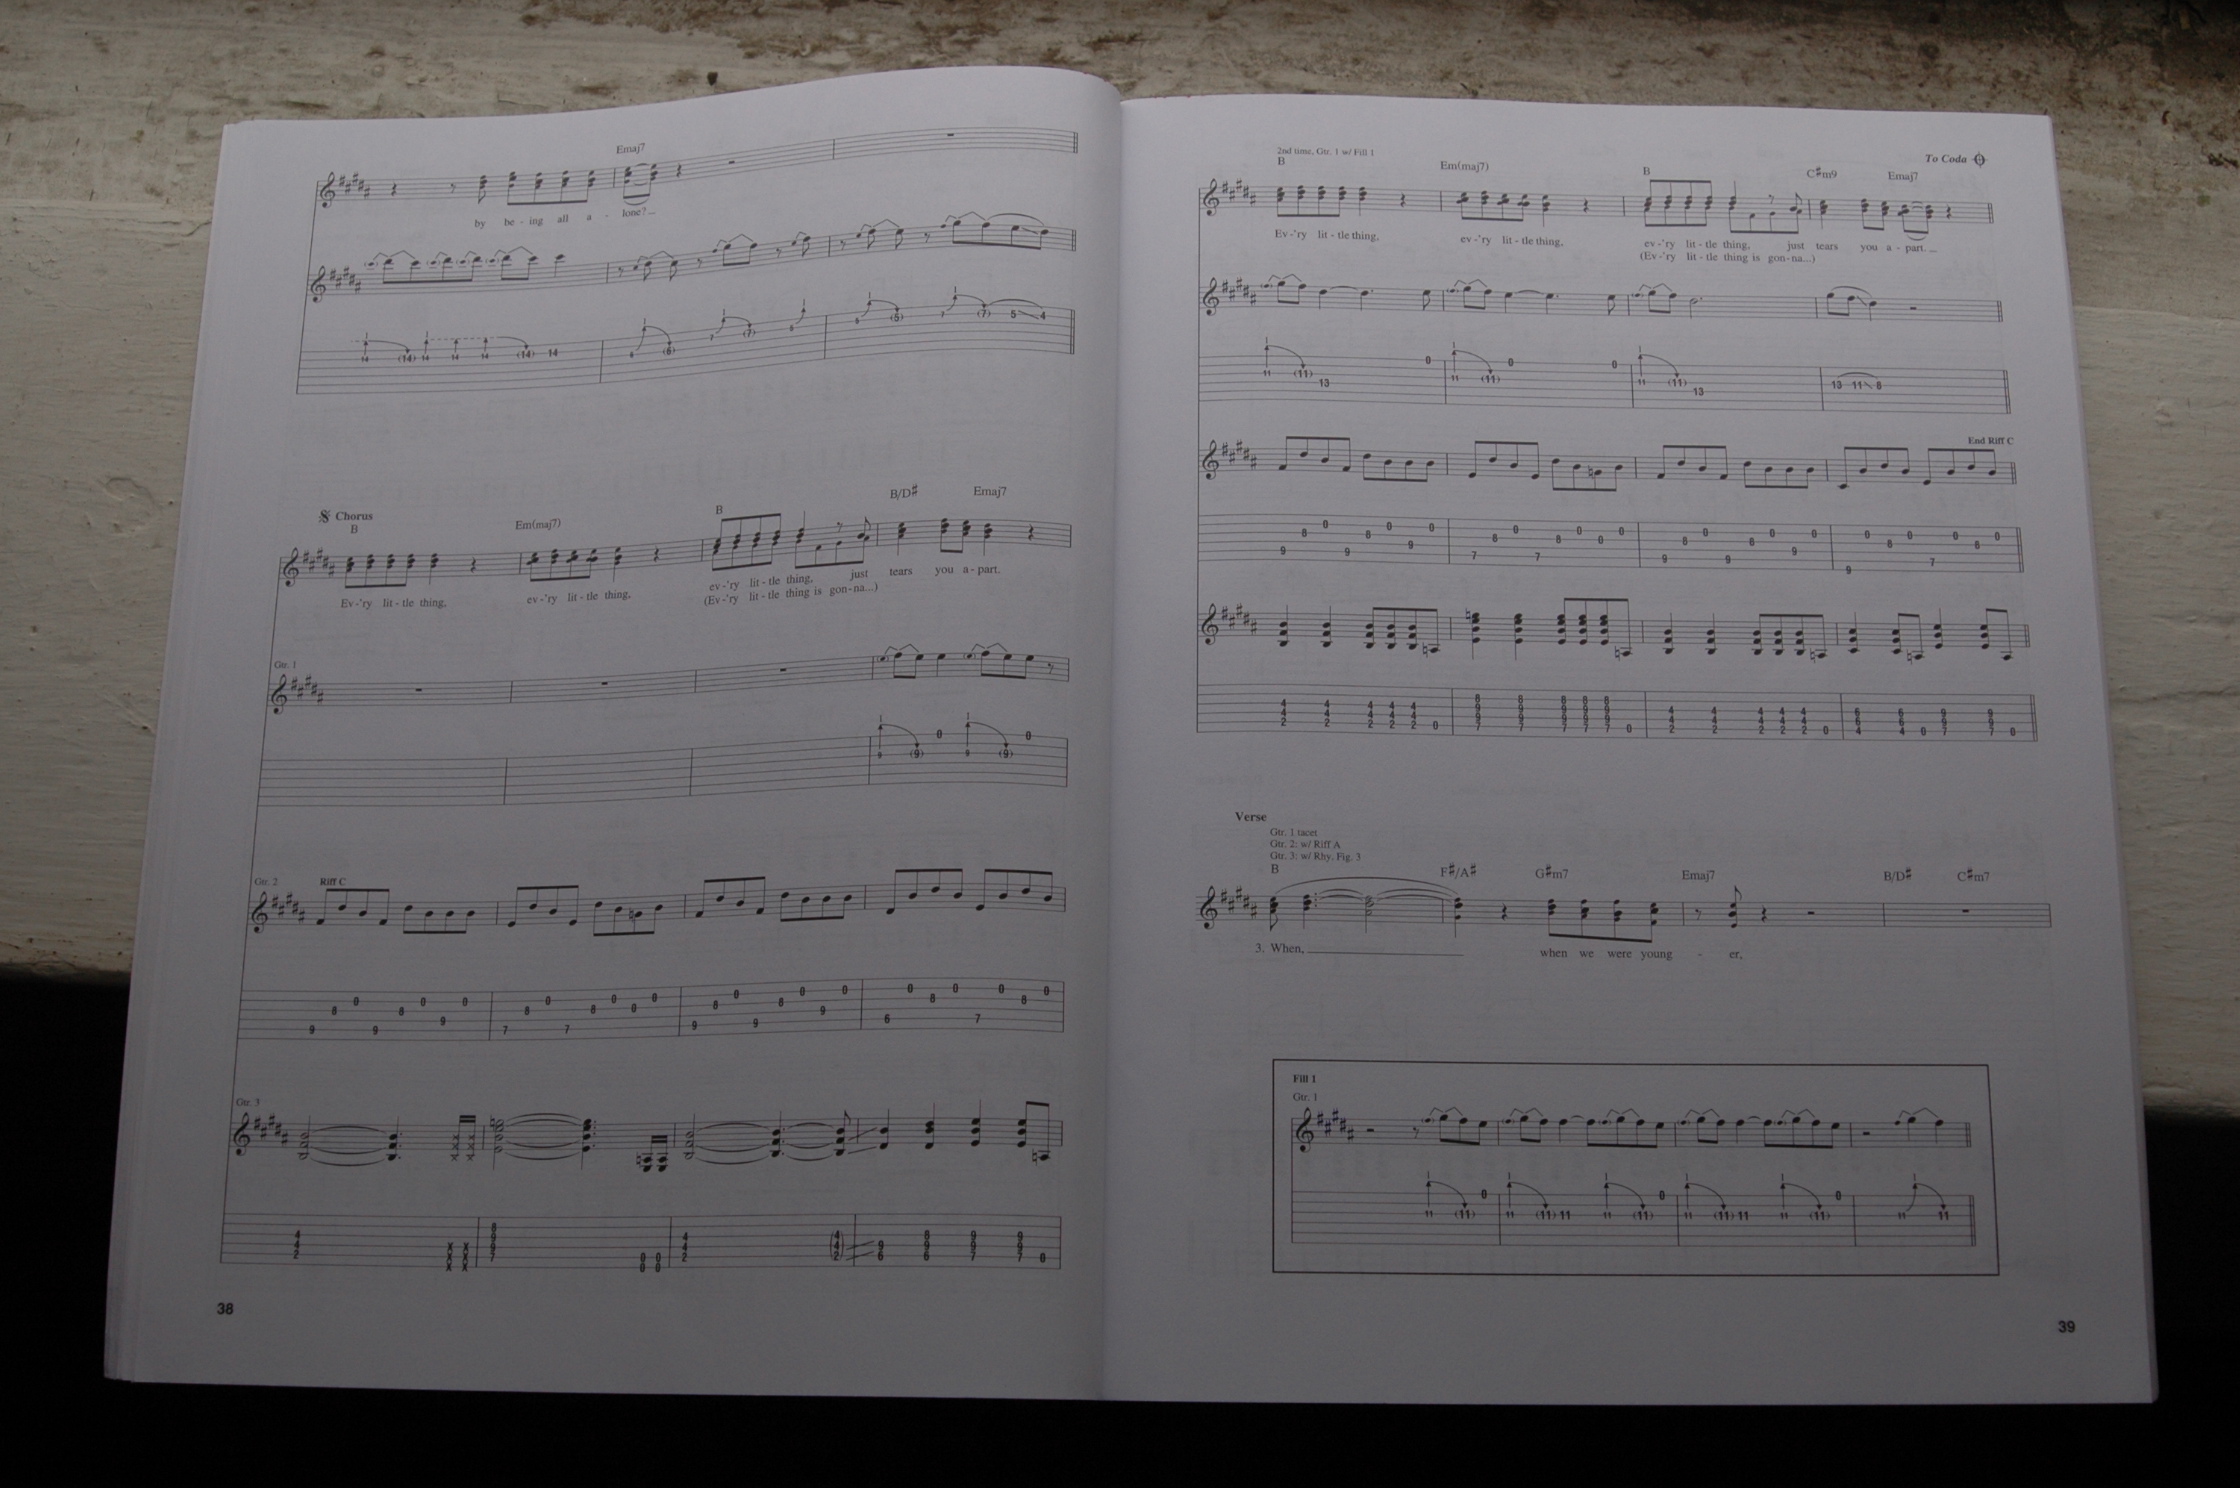 Emaj7
by be - ing all a - lone?
14 (14) 14 14 14 (14) 14
(7) (5) 7 (7) 5 4
Chorus
B Em(maj7) B B/D♯ Emaj7
Ev-'ry lit - tle thing, ev-'ry lit - tle thing, ev-'ry lit - tle thing, just tears you a - part.
(Ev-'ry lit - tle thing is gon-na...)
Gtr. 1
9 (9) 0 9 (9) 0
Gtr. 2 Riff C
9 8 0 9 8 0 9 0 7 8 0 7 8 0 0 0 9 8 0 9 8 0 9 0 6 0 8 0 7 0 8 0
Gtr. 3
38
2nd time, Gtr. 1 w/ Fill 1
B Em(maj7) B C♯m9 Emaj7
To Coda
Ev-'ry lit - tle thing, ev-'ry lit - tle thing, ev-'ry lit - tle thing, just tears you a - part.
(Ev-'ry lit - tle thing is gon-na...)
11 (11) 13 0 11 (11) 0 0 11 (11) 13 13 11 6
End Riff C
9 8 0 9 8 0 9 0 7 8 0 7 8 0 0 0 9 8 0 9 8 0 9 0 9 0 8 0 7 0 8 0
Verse
Gtr. 1 tacet
Gtr. 2: w/ Riff A
Gtr. 3: w/ Rhy. Fig. 3
B F♯/A♯ G♯m7 Emaj7 B/D♯ C♯m7
3. When, when we were young - er,
Fill 1
Gtr. 1
11 (11) 0 11 (11) 11 11 (11) 0 11 (11) 11 11 (11) 0 11 11
39